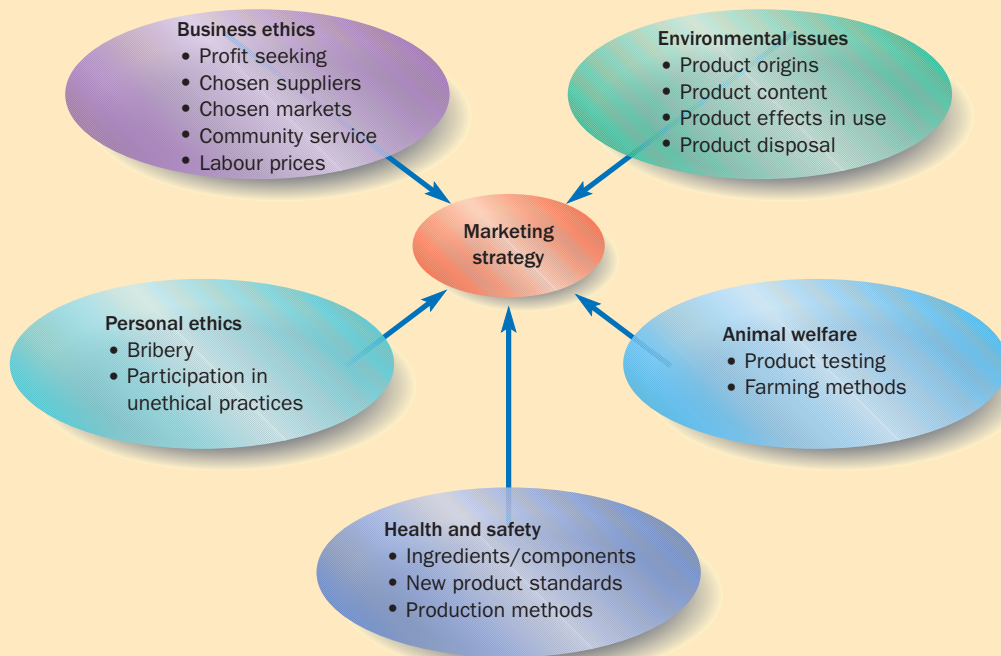 Business ethics
• Profit seeking
• Chosen suppliers
• Chosen markets
• Community service
• Labour prices
Environmental issues
• Product origins
• Product content
• Product effects in use
• Product disposal
Marketing
strategy
Personal ethics
• Bribery
• Participation in
unethical practices
Animal welfare
• Product testing
• Farming methods
Health and safety
• Ingredients/components
• New product standards
• Production methods